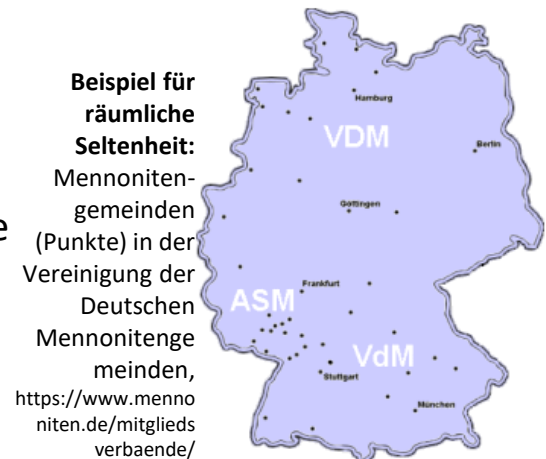 Beispiel für
räumliche
Seltenheit:
Mennoniten-
gemeinden
(Punkte) in der
Vereinigung der
Deutschen
Mennonitenge
meinden,
https://www.menno
niten.de/mitglieds
verbaende/
e
Hamburg
VDM
Berlin
Göttingen
Frankfurt
ASM
VdM
Stuttgart
München